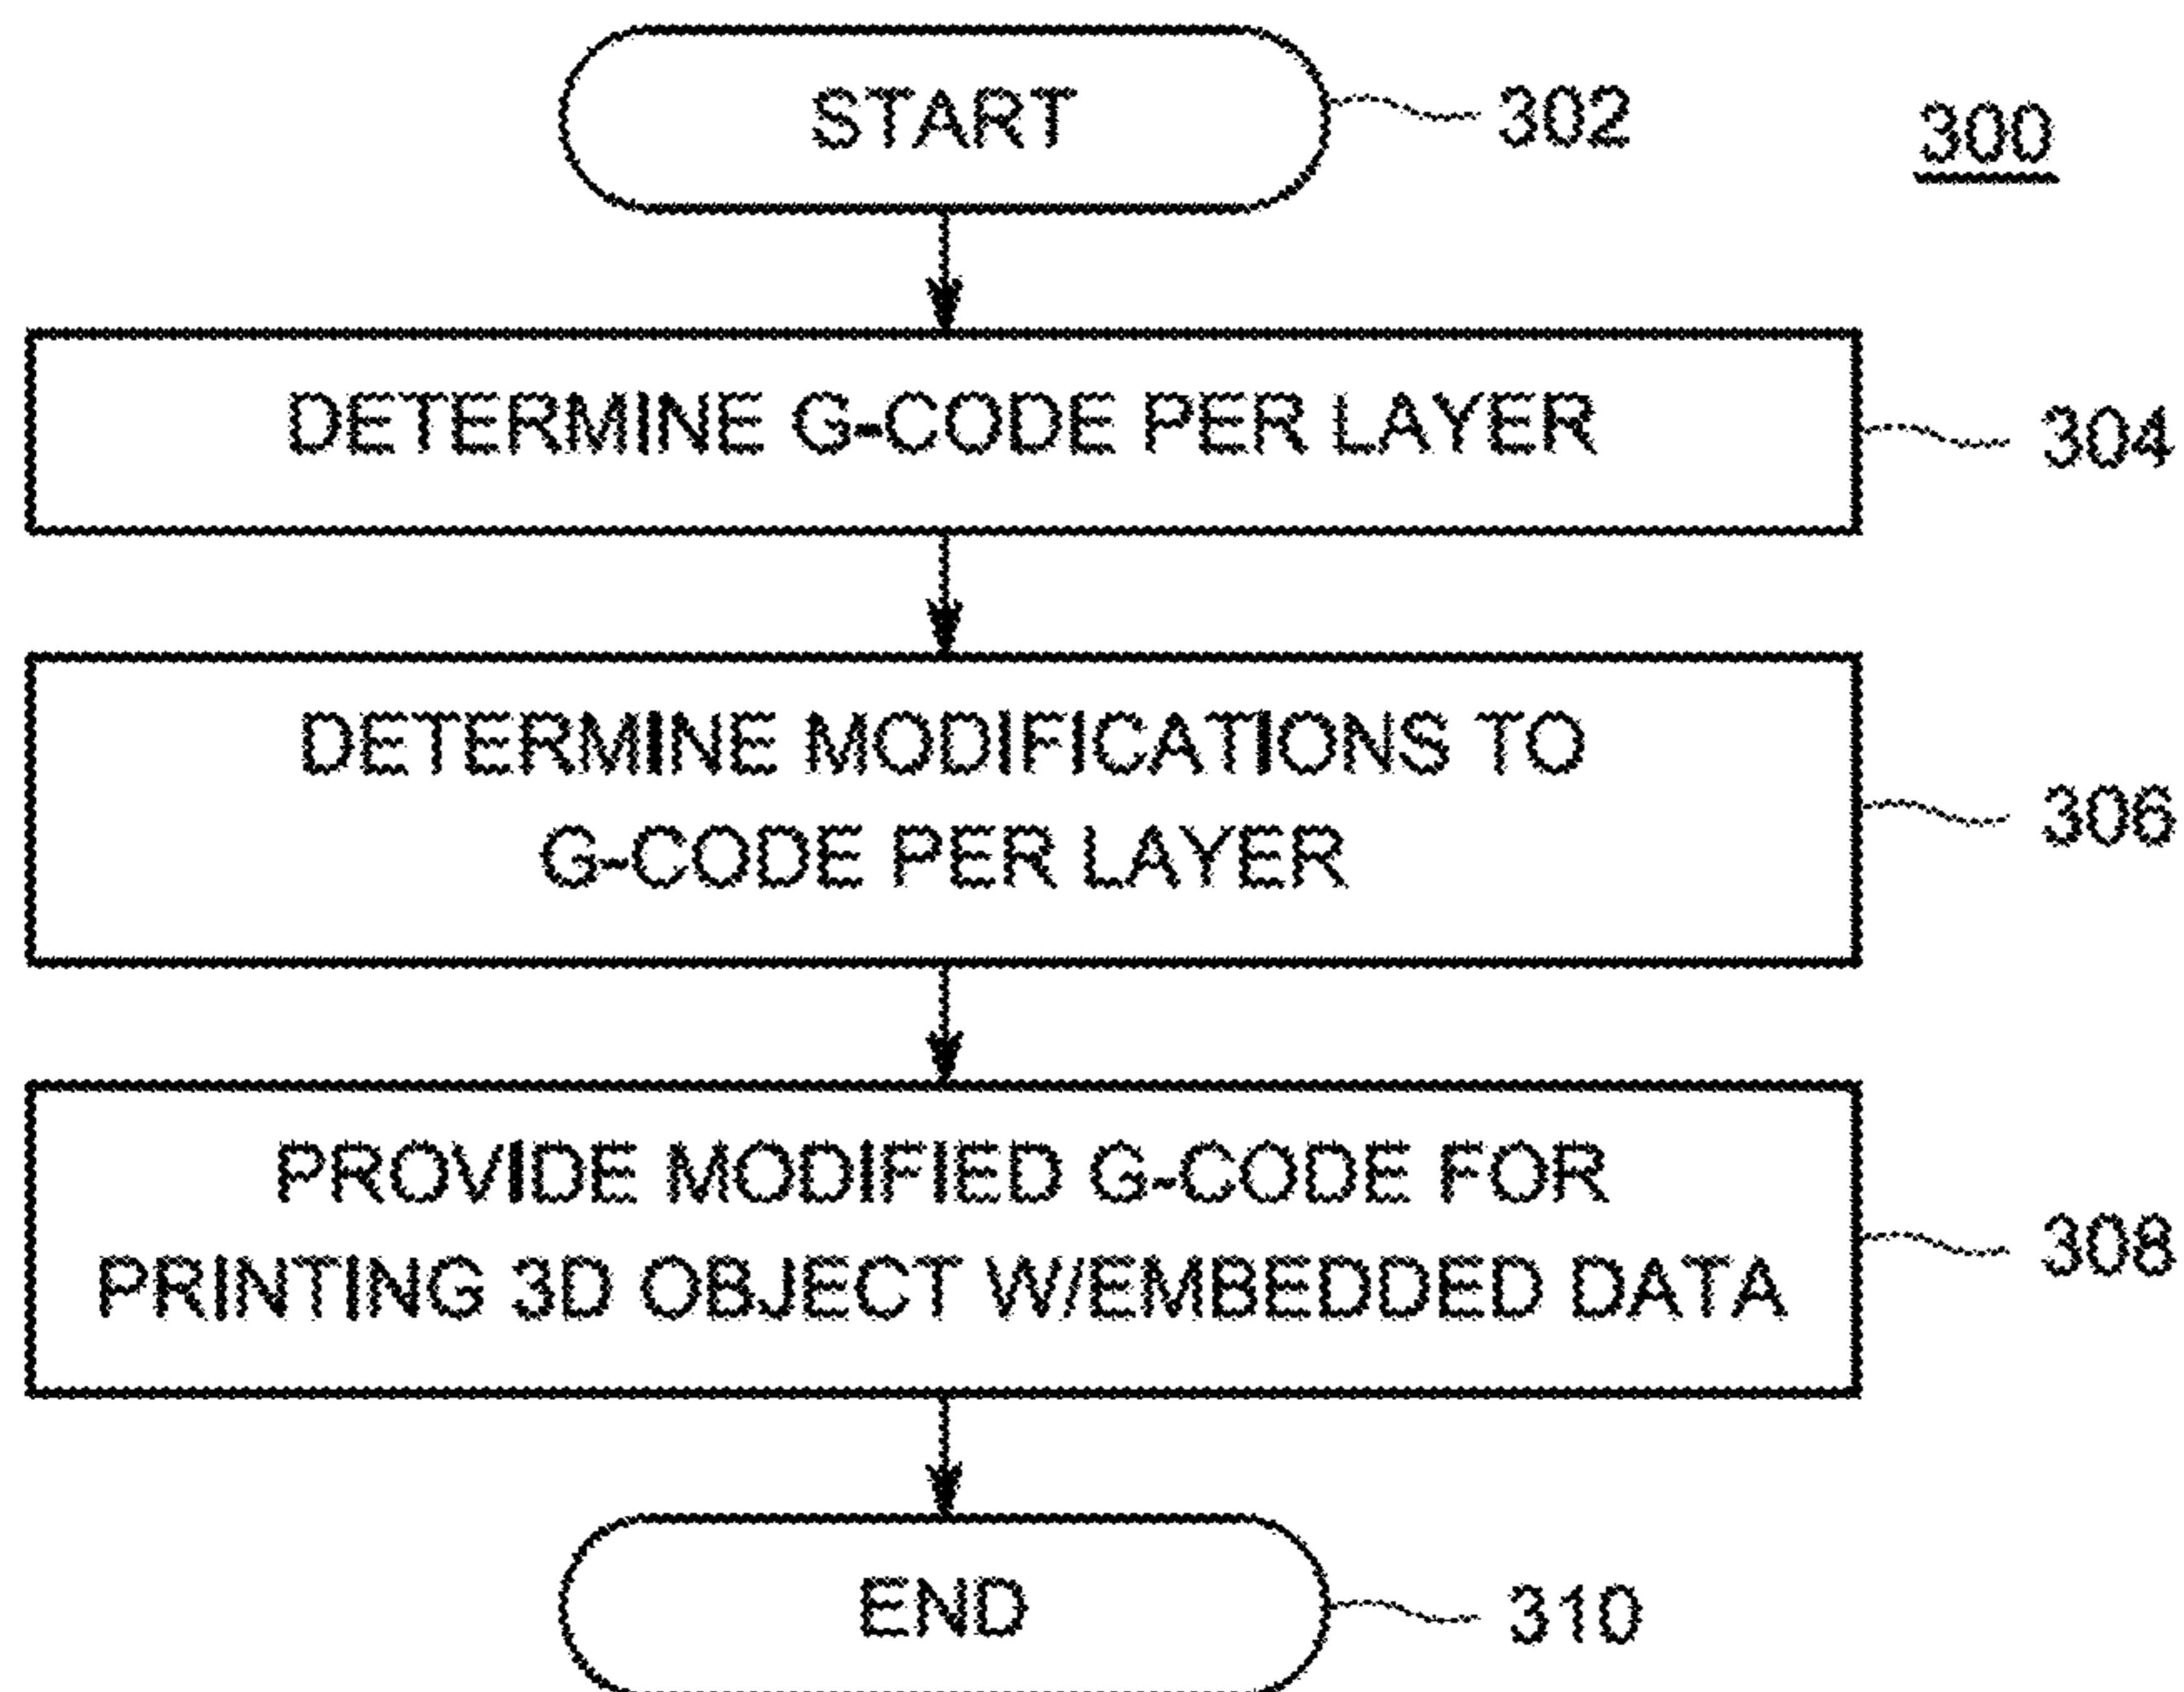 START
302
300
DETERMINE G-CODE PER LAYER
304
DETERMINE MODIFICATIONS TO
G-CODE PER LAYER
306
PROVIDE MODIFIED G-CODE FOR
PRINTING 3D OBJECT W/EMBEDDED DATA
308
END
310